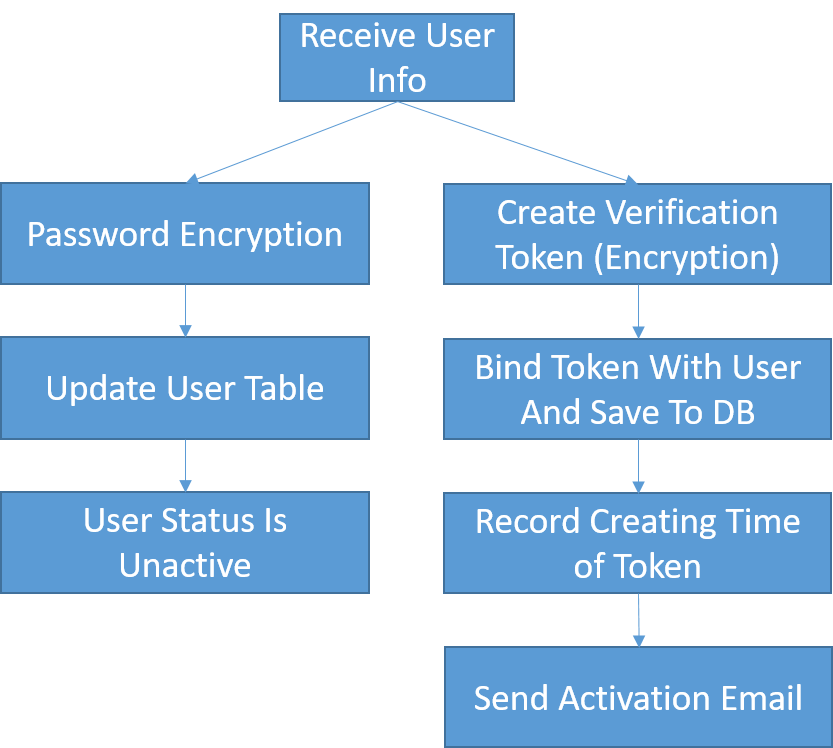 Receive User
Info
Password Encryption
Create Verification
Token (Encryption)
Update User Table
Bind Token With User
And Save To DB
User Status Is
Unactive
Record Creating Time
of Token
Send Activation Email